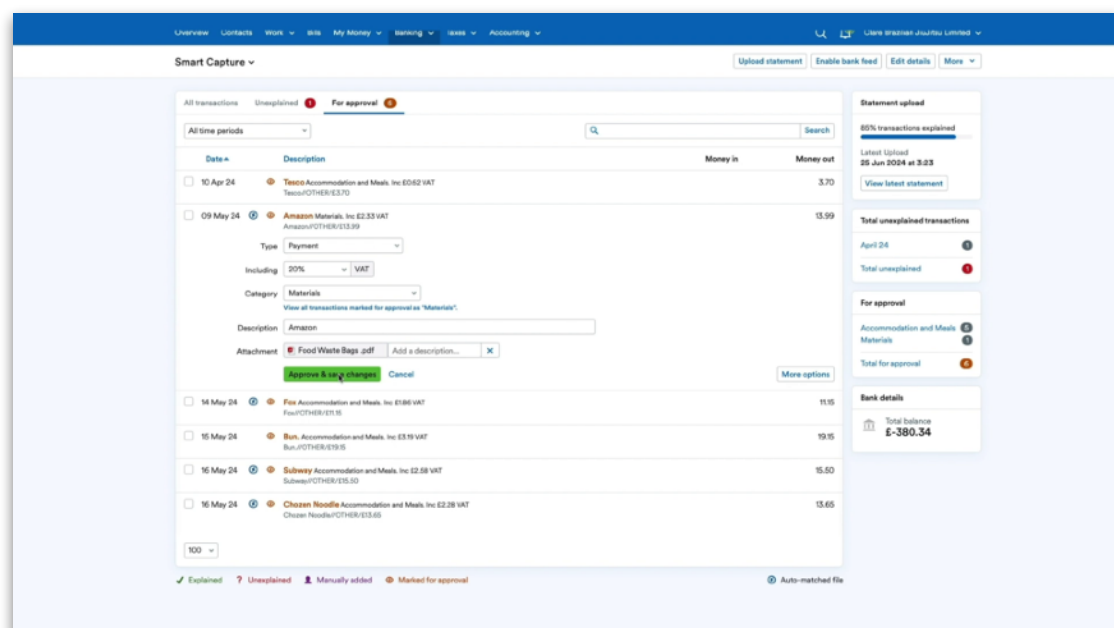 Overview Contacts Work Bills My Money Banking Taxes Accounting Clare Brazilian JiuJitsu Limited
Smart Capture Upload statement Enable bank feed Edit details More
All transactions Unexplained 1 For approval 6
All time periods Search
Date Description Money in Money out
10 Apr 24 Tesco Accommodation and Meals. Inc £0.62 VAT 3.70
Tesco//OTHER/£3.70
09 May 24 Amazon Materials. Inc £2.33 VAT 13.99
Amazon//OTHER/£13.99
Type Payment
Including 20% VAT
Category Materials
View all transactions marked for approval as "Materials".
Description Amazon
Attachment Food Waste Bags .pdf Add a description...
Approve & save changes Cancel More options
14 May 24 Fox Accommodation and Meals. Inc £1.86 VAT 11.15
Fox//OTHER/£11.15
15 May 24 Bun. Accommodation and Meals. Inc £3.19 VAT 19.15
Bun.//OTHER/£19.15
16 May 24 Subway Accommodation and Meals. Inc £2.58 VAT 15.50
Subway//OTHER/£15.50
16 May 24 Chozen Noodle Accommodation and Meals. Inc £2.28 VAT 13.65
Chozen Noodle//OTHER/£13.65
100
Explained Unexplained Manually added Marked for approval Auto-matched file
Statement upload
85% transactions explained
Latest Upload
25 Jun 2024 at 3:23
View latest statement
Total unexplained transactions
April 24 1
Total unexplained 1
For approval
Accommodation and Meals 5
Materials 1
Total for approval 6
Bank details
Total balance
£-380.34